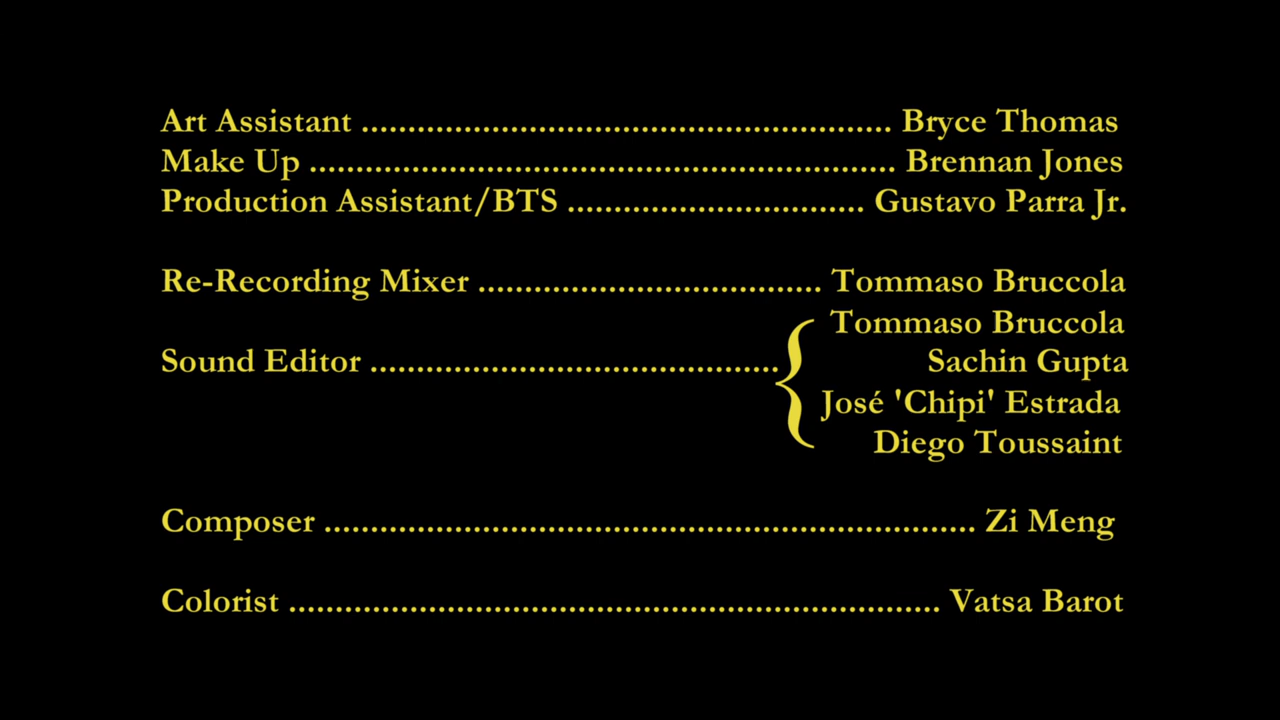 Art Assistant ......................................................... Bryce Thomas
Make Up ............................................................... Brennan Jones
Production Assistant/BTS ................................ Gustavo Parra Jr.
Re-Recording Mixer ..................................... Tommaso Bruccola
Tommaso Bruccola
Sound Editor ............................................{ Sachin Gupta
José 'Chipi' Estrada
Diego Toussaint
Composer ...................................................................... Zi Meng
Colorist ...................................................................... Vatsa Barot